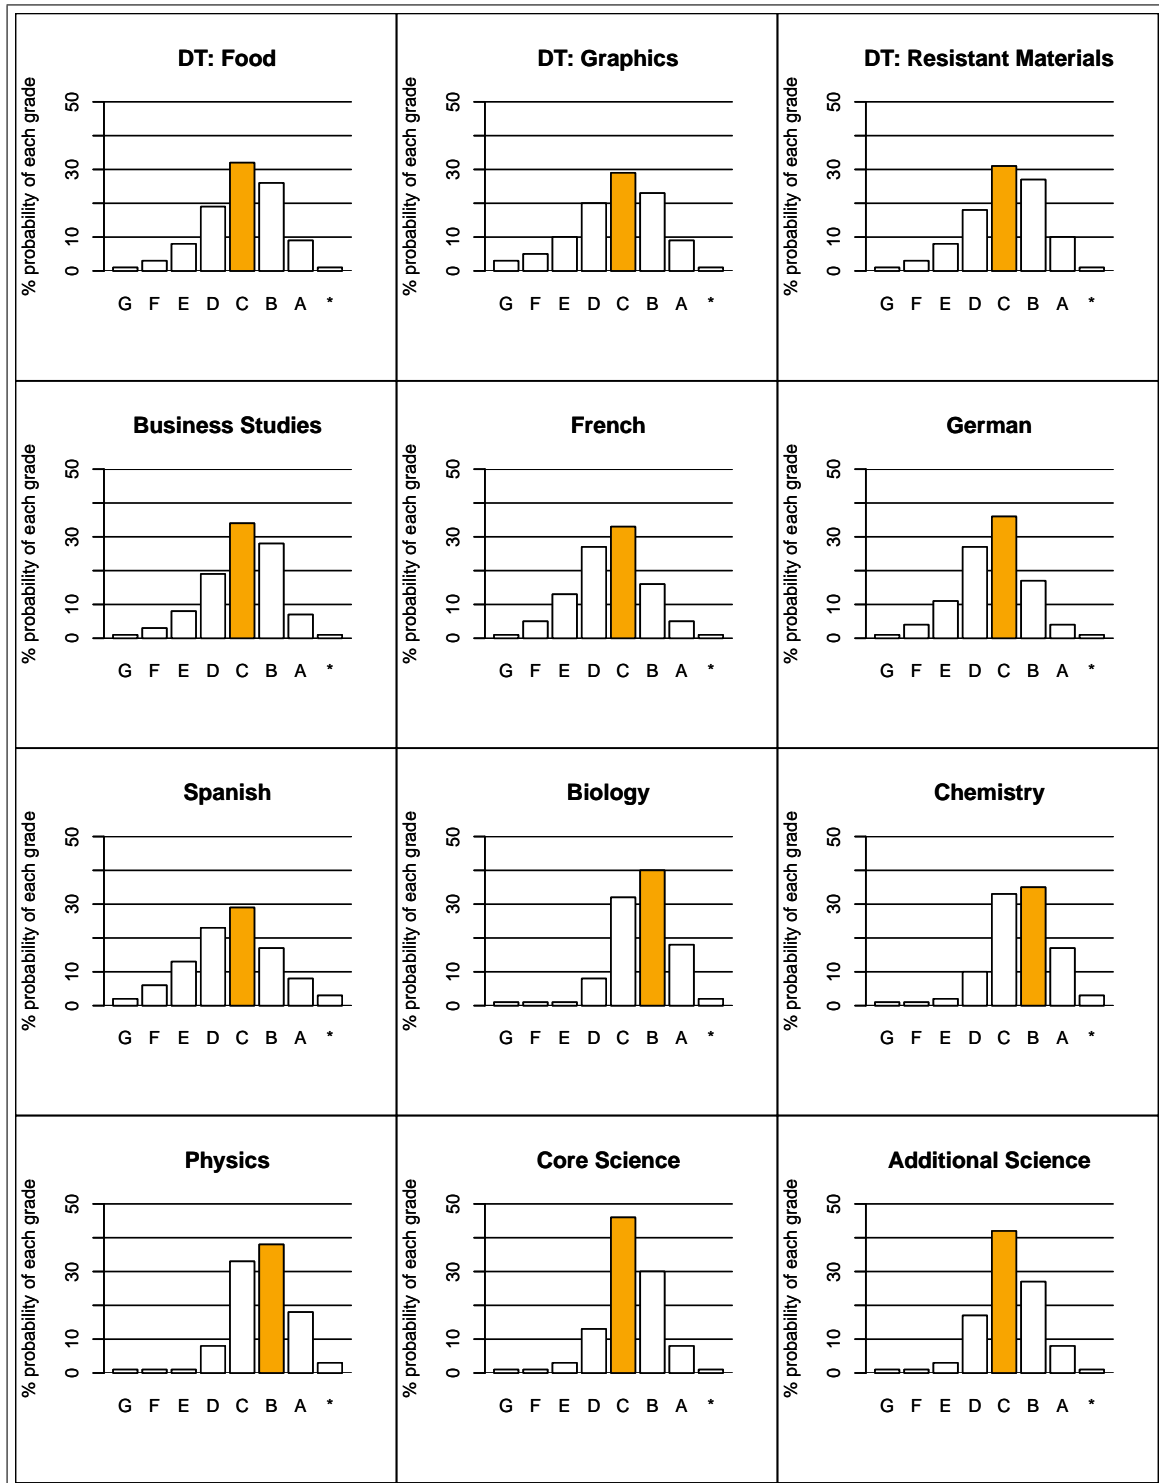 DT: Food
% probability of each grade
50
30
10
0
G F E D C B A *
DT: Graphics
% probability of each grade
50
30
10
0
G F E D C B A *
DT: Resistant Materials
% probability of each grade
50
30
10
0
G F E D C B A *
Business Studies
% probability of each grade
50
30
10
0
G F E D C B A *
French
% probability of each grade
50
30
10
0
G F E D C B A *
German
% probability of each grade
50
30
10
0
G F E D C B A *
Spanish
% probability of each grade
50
30
10
0
G F E D C B A *
Biology
% probability of each grade
50
30
10
0
G F E D C B A *
Chemistry
% probability of each grade
50
30
10
0
G F E D C B A *
Physics
% probability of each grade
50
30
10
0
G F E D C B A *
Core Science
% probability of each grade
50
30
10
0
G F E D C B A *
Additional Science
% probability of each grade
50
30
10
0
G F E D C B A *